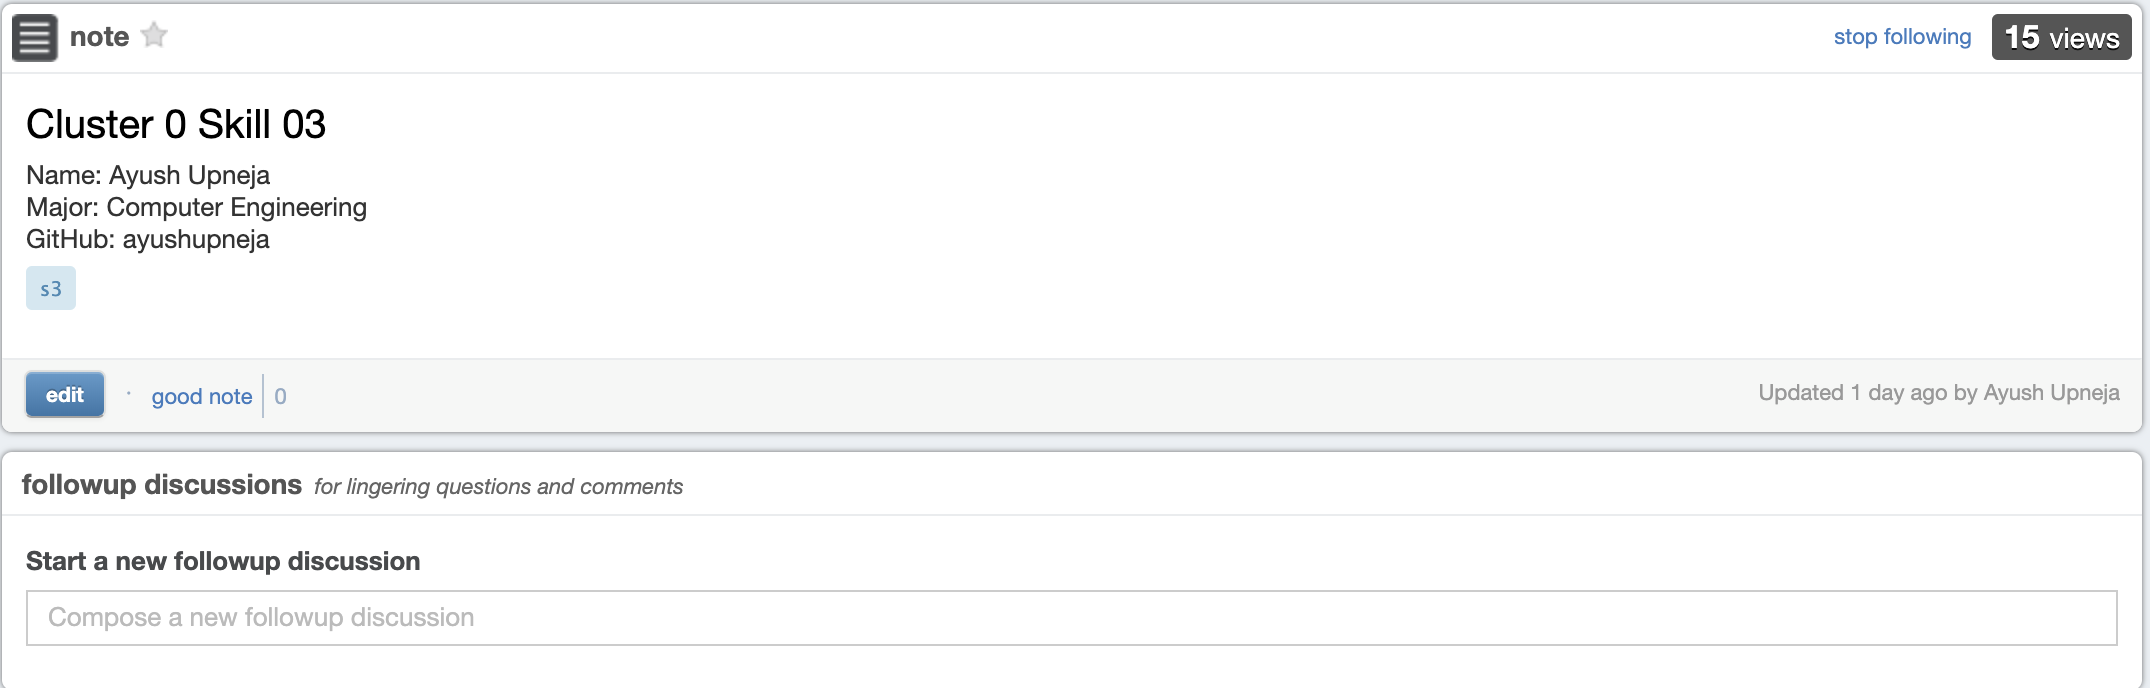 note
stop following
15 views
Cluster 0 Skill 03
Name: Ayush Upneja
Major: Computer Engineering
GitHub: ayushupneja
s3
edit · good note 0
Updated 1 day ago by Ayush Upneja
followup discussions for lingering questions and comments
Start a new followup discussion
Compose a new followup discussion